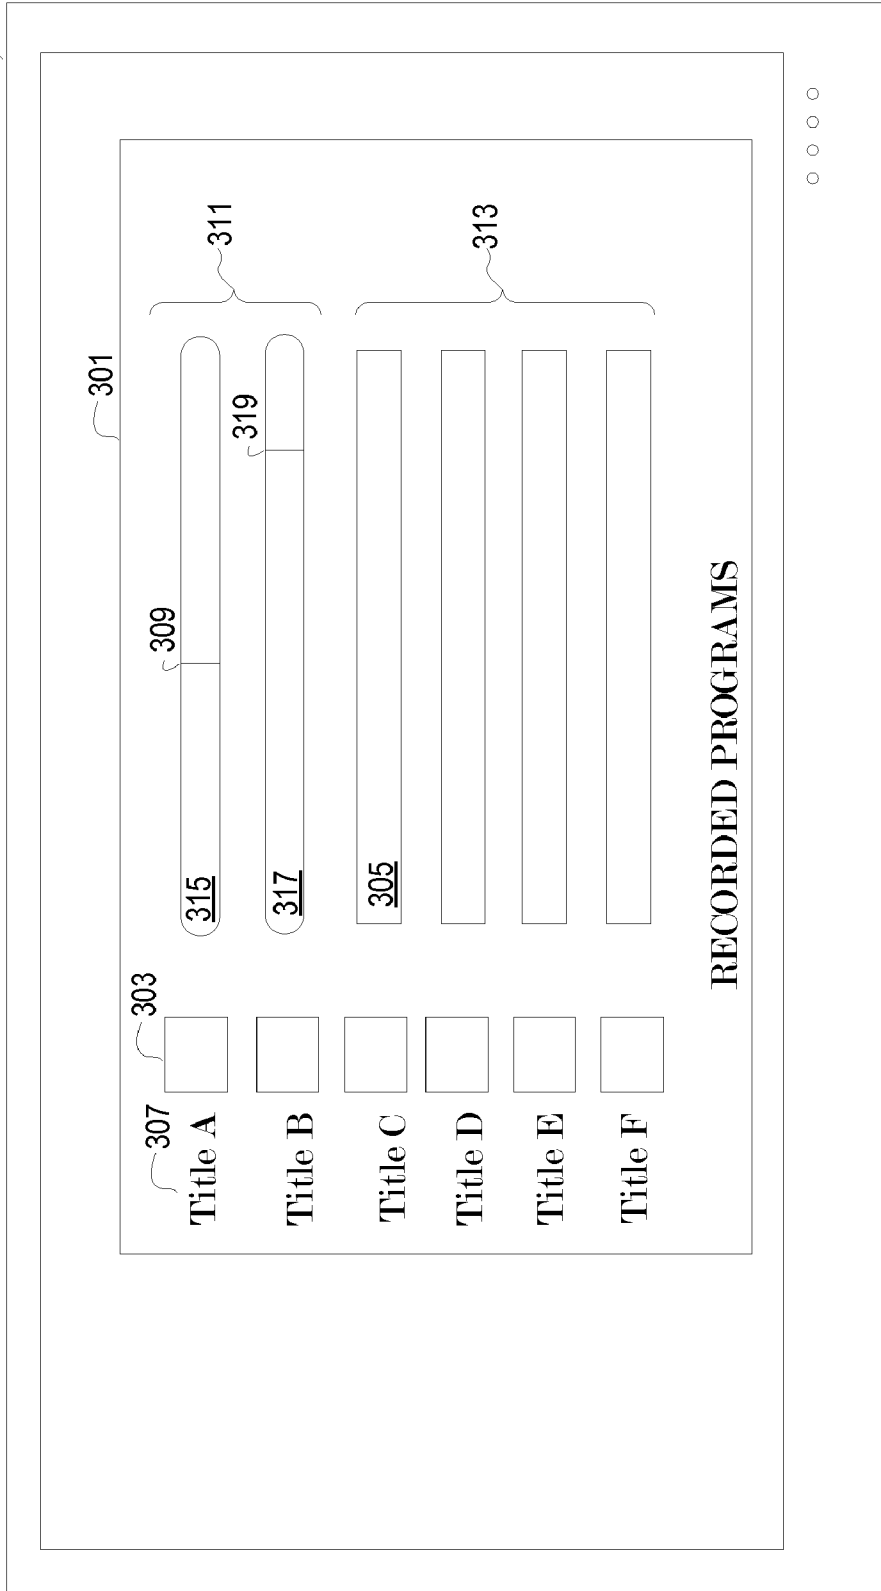 301
311
313
307
303
309
319
Title A
315
Title B
317
Title C
305
Title D
Title E
Title F
RECORDED PROGRAMS